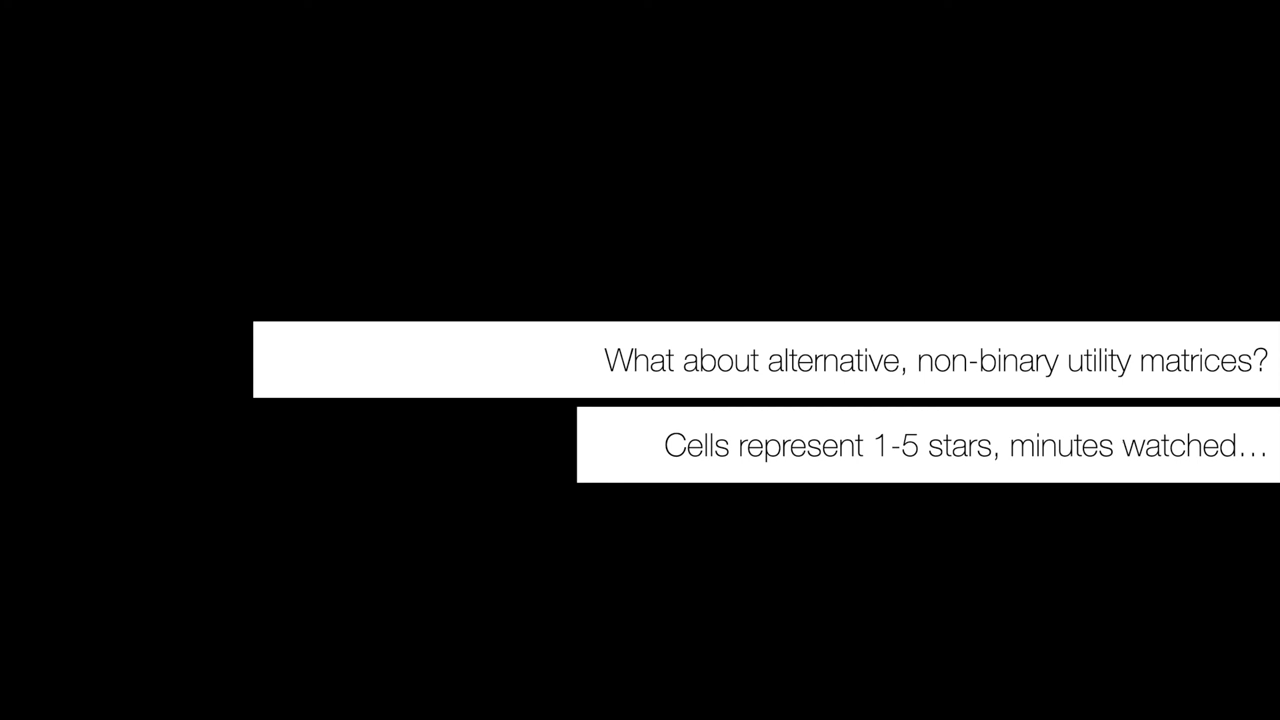 What about alternative, non-binary utility matrices?
Cells represent 1-5 stars, minutes watched…